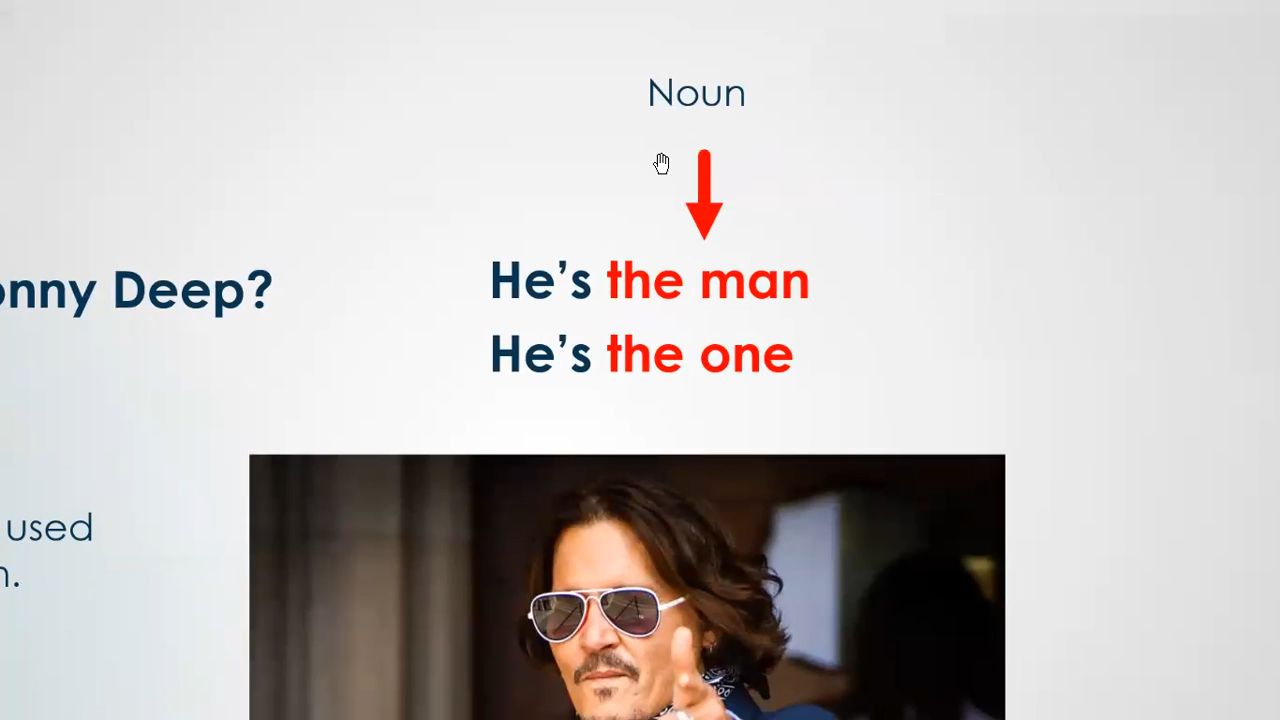 Noun
onny Deep?
He's the man
He's the one
used